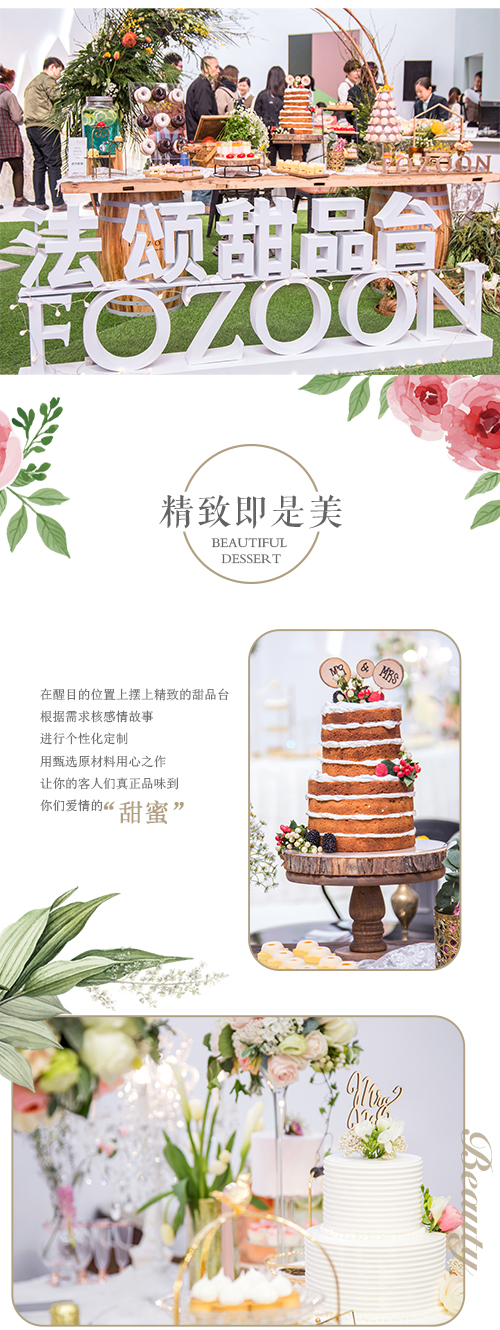 FOZOON
法颂甜品台
FOZOON
精致即是美
BEAUTIFUL
DESSERT
MR & MRS
在醒目的位置上摆上精致的甜品台
根据需求核感情故事
进行个性化定制
用甄选原材料用心之作
让你的客人们真正品味到
你们爱情的“甜蜜”
Beauty